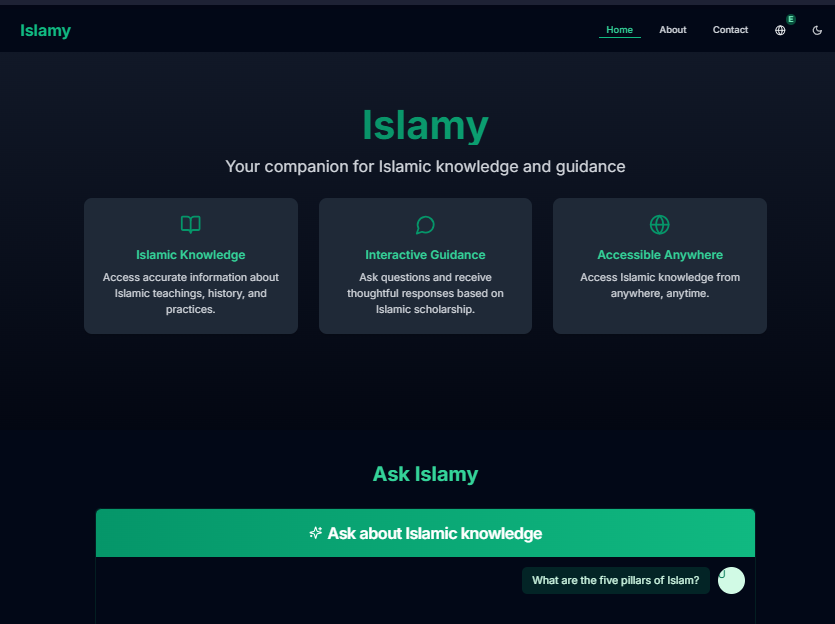 Islamy
Home About Contact E
Islamy
Your companion for Islamic knowledge and guidance
Islamic Knowledge
Access accurate information about
Islamic teachings, history, and
practices.
Interactive Guidance
Ask questions and receive
thoughtful responses based on
Islamic scholarship.
Accessible Anywhere
Access Islamic knowledge from
anywhere, anytime.
Ask Islamy
Ask about Islamic knowledge
What are the five pillars of Islam?